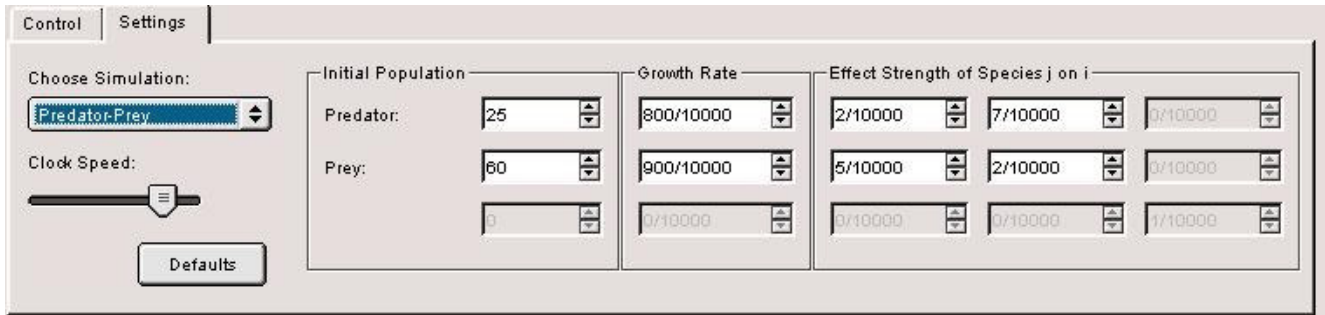 Control Settings
Choose Simulation:
Predator-Prey
Clock Speed:
Defaults
Initial Population Growth Rate Effect Strength of Species j on i
Predator: 25 800/10000 2/10000 7/10000 0/10000
Prey: 60 900/10000 5/10000 2/10000 0/10000
0 0/10000 0/10000 0/10000 1/10000